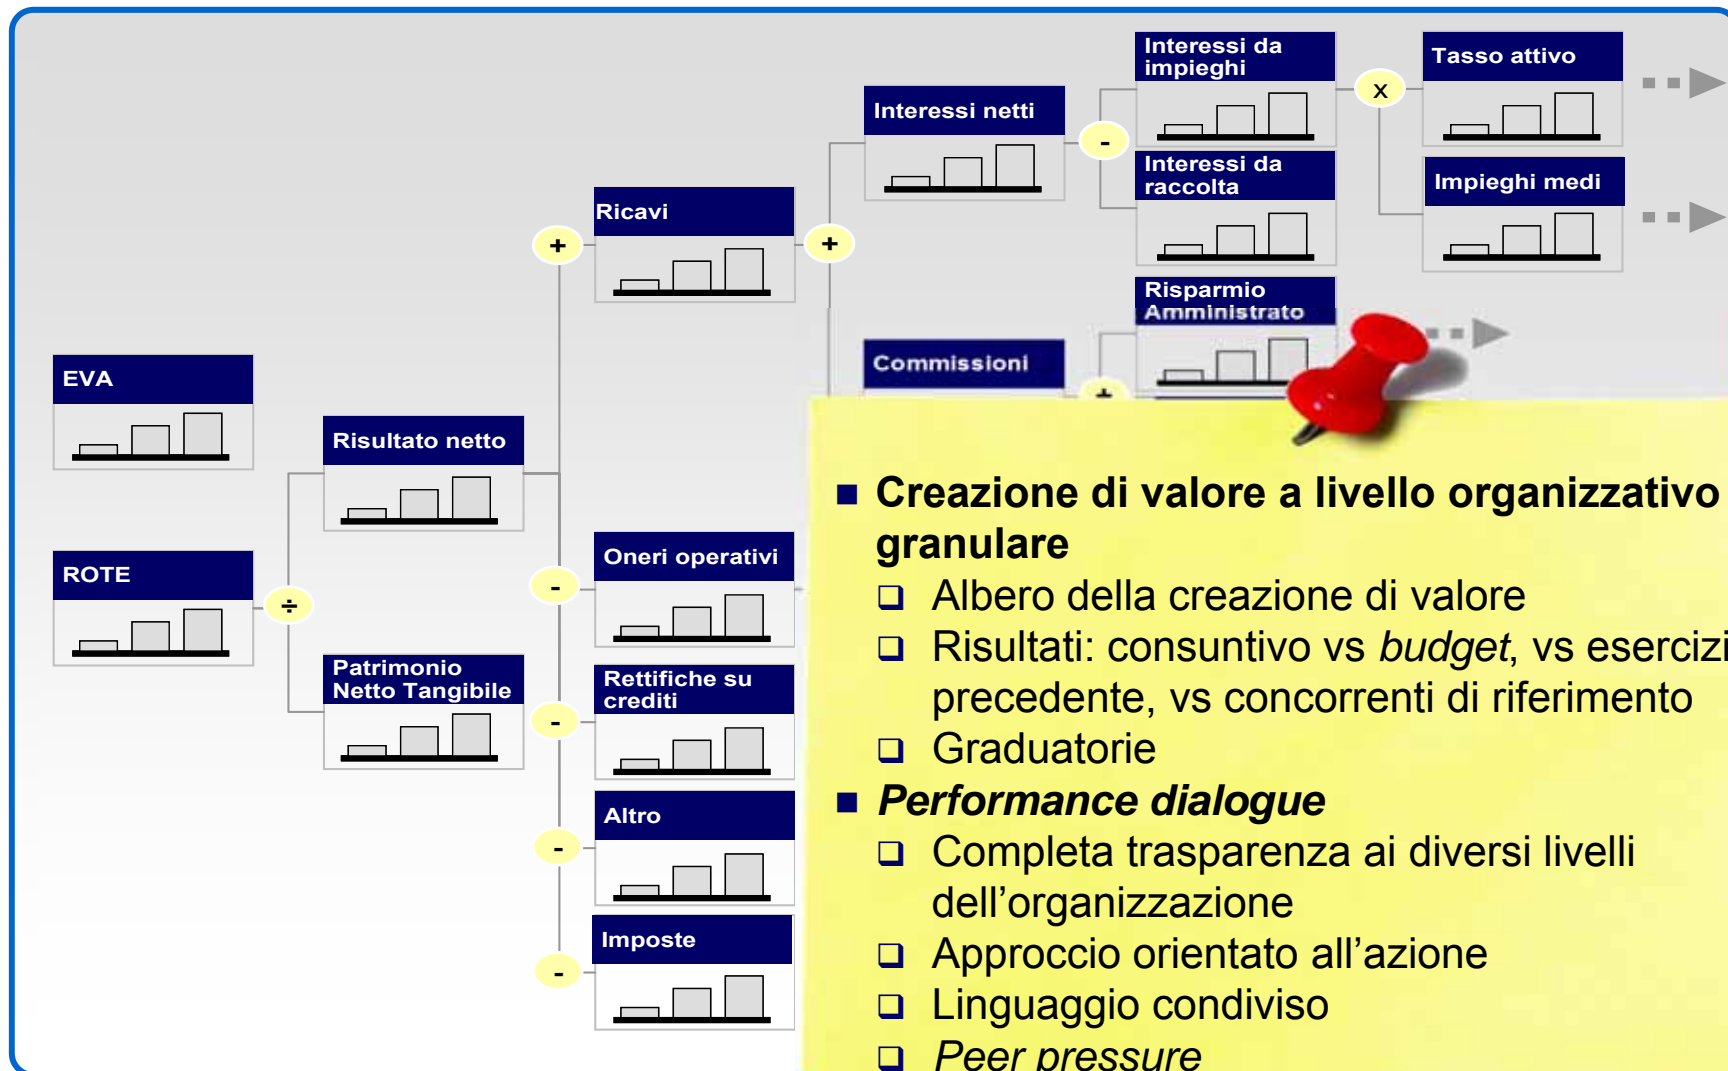 EVA
ROTE
÷
Risultato netto
Patrimonio
Netto Tangibile
+
-
-
-
-
Ricavi
Oneri operativi
Rettifiche su
crediti
Altro
Imposte
+
Interessi netti
Commissioni
-
+
Interessi da
impieghi
Interessi da
raccolta
Risparmio
Amministrato
x
Tasso attivo
Impieghi medi
■ Creazione di valore a livello organizzativo
granulare
❑ Albero della creazione di valore
❑ Risultati: consuntivo vs budget, vs esercizi
precedente, vs concorrenti di riferimento
❑ Graduatorie
■ Performance dialogue
❑ Completa trasparenza ai diversi livelli
dell’organizzazione
❑ Approccio orientato all’azione
❑ Linguaggio condiviso
❑ Peer pressure